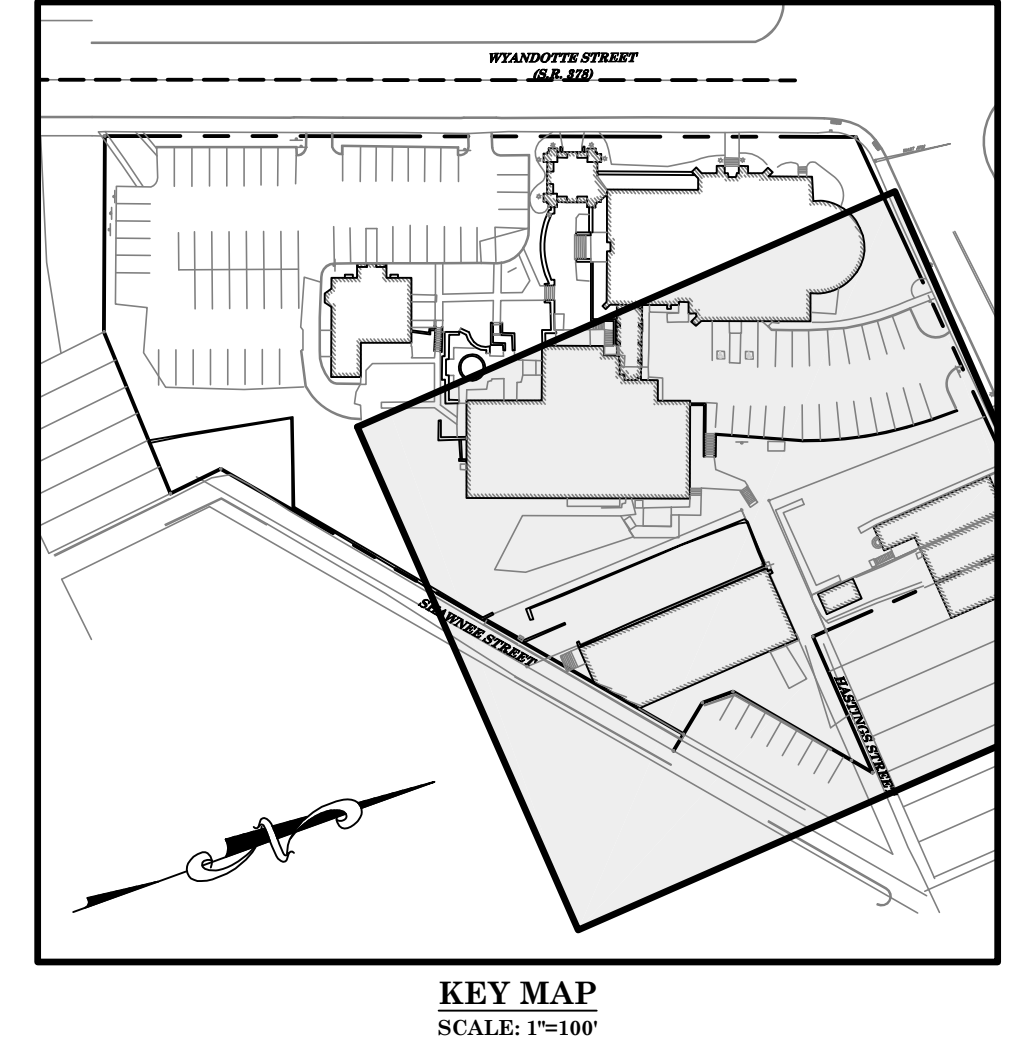 WYANDOTTE STREET
(S.R. 378)
SHAWNEE STREET
HASTINGS STREET
N
KEY MAP
SCALE: 1"=100'